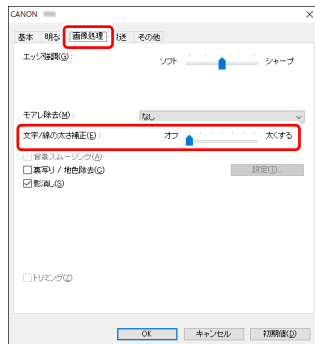 CANON
基本 明る 画像処理 送 その他
エッジ強調(G): ソフト シャープ
モアレ除去(M): なし
文字/線の太さ補正(E): オフ 太くする
背景スムージング(A)
裏写り / 地色除去(C) 設定(T)...
影消し(S)
トリミング(Z)
OK キャンセル 初期値(D)